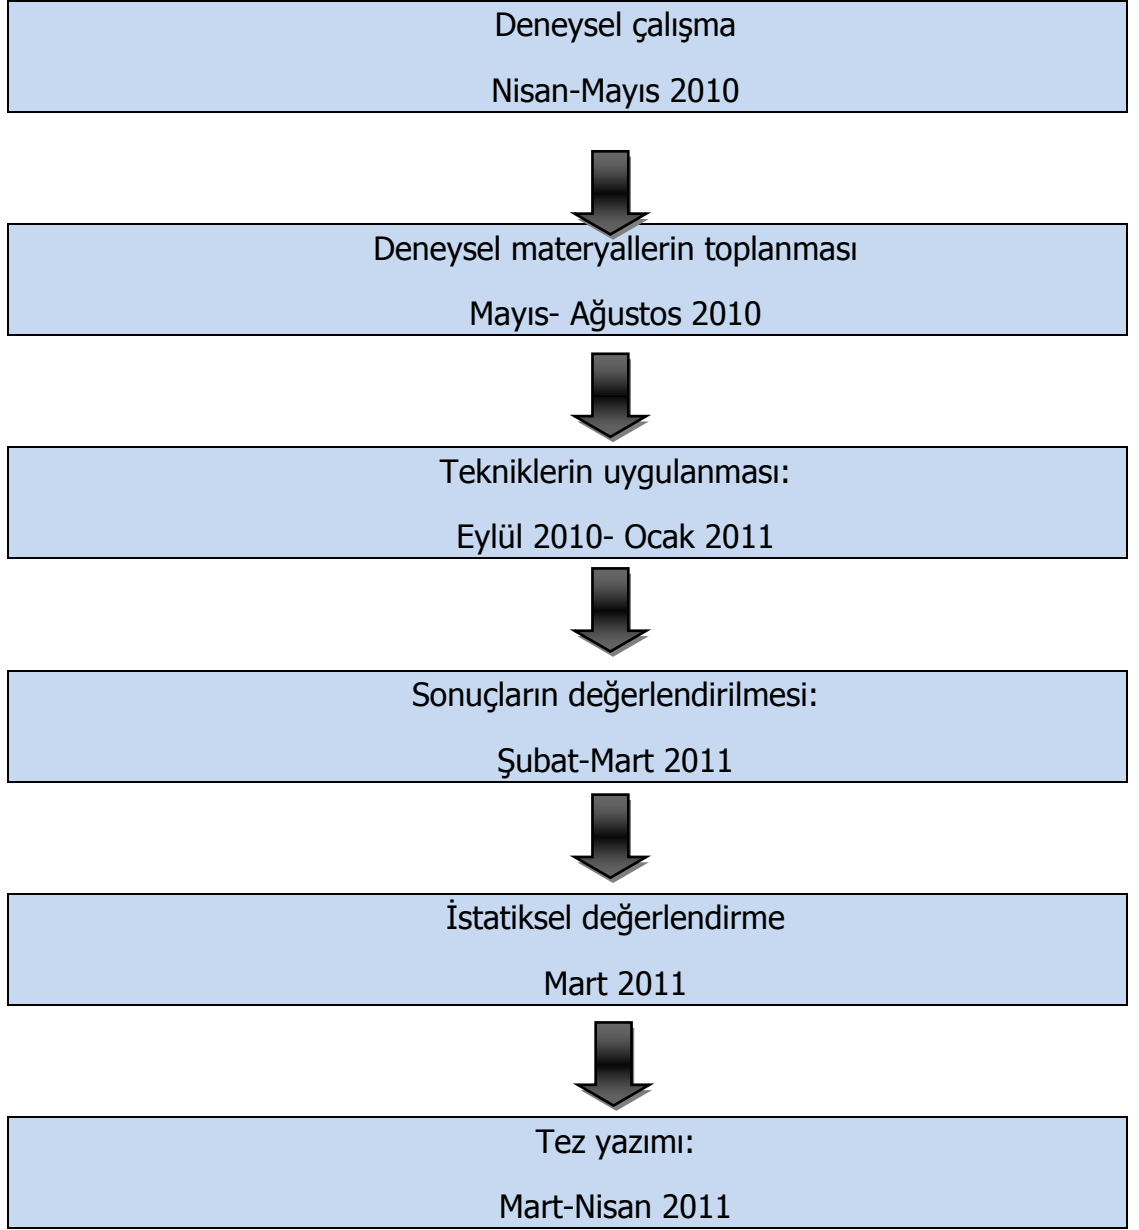 Deneysel çalışma
Nisan-Mayıs 2010
Deneysel materyallerin toplanması
Mayıs- Ağustos 2010
Tekniklerin uygulanması:
Eylül 2010- Ocak 2011
Sonuçların değerlendirilmesi:
Şubat-Mart 2011
İstatiksel değerlendirme
Mart 2011
Tez yazımı:
Mart-Nisan 2011